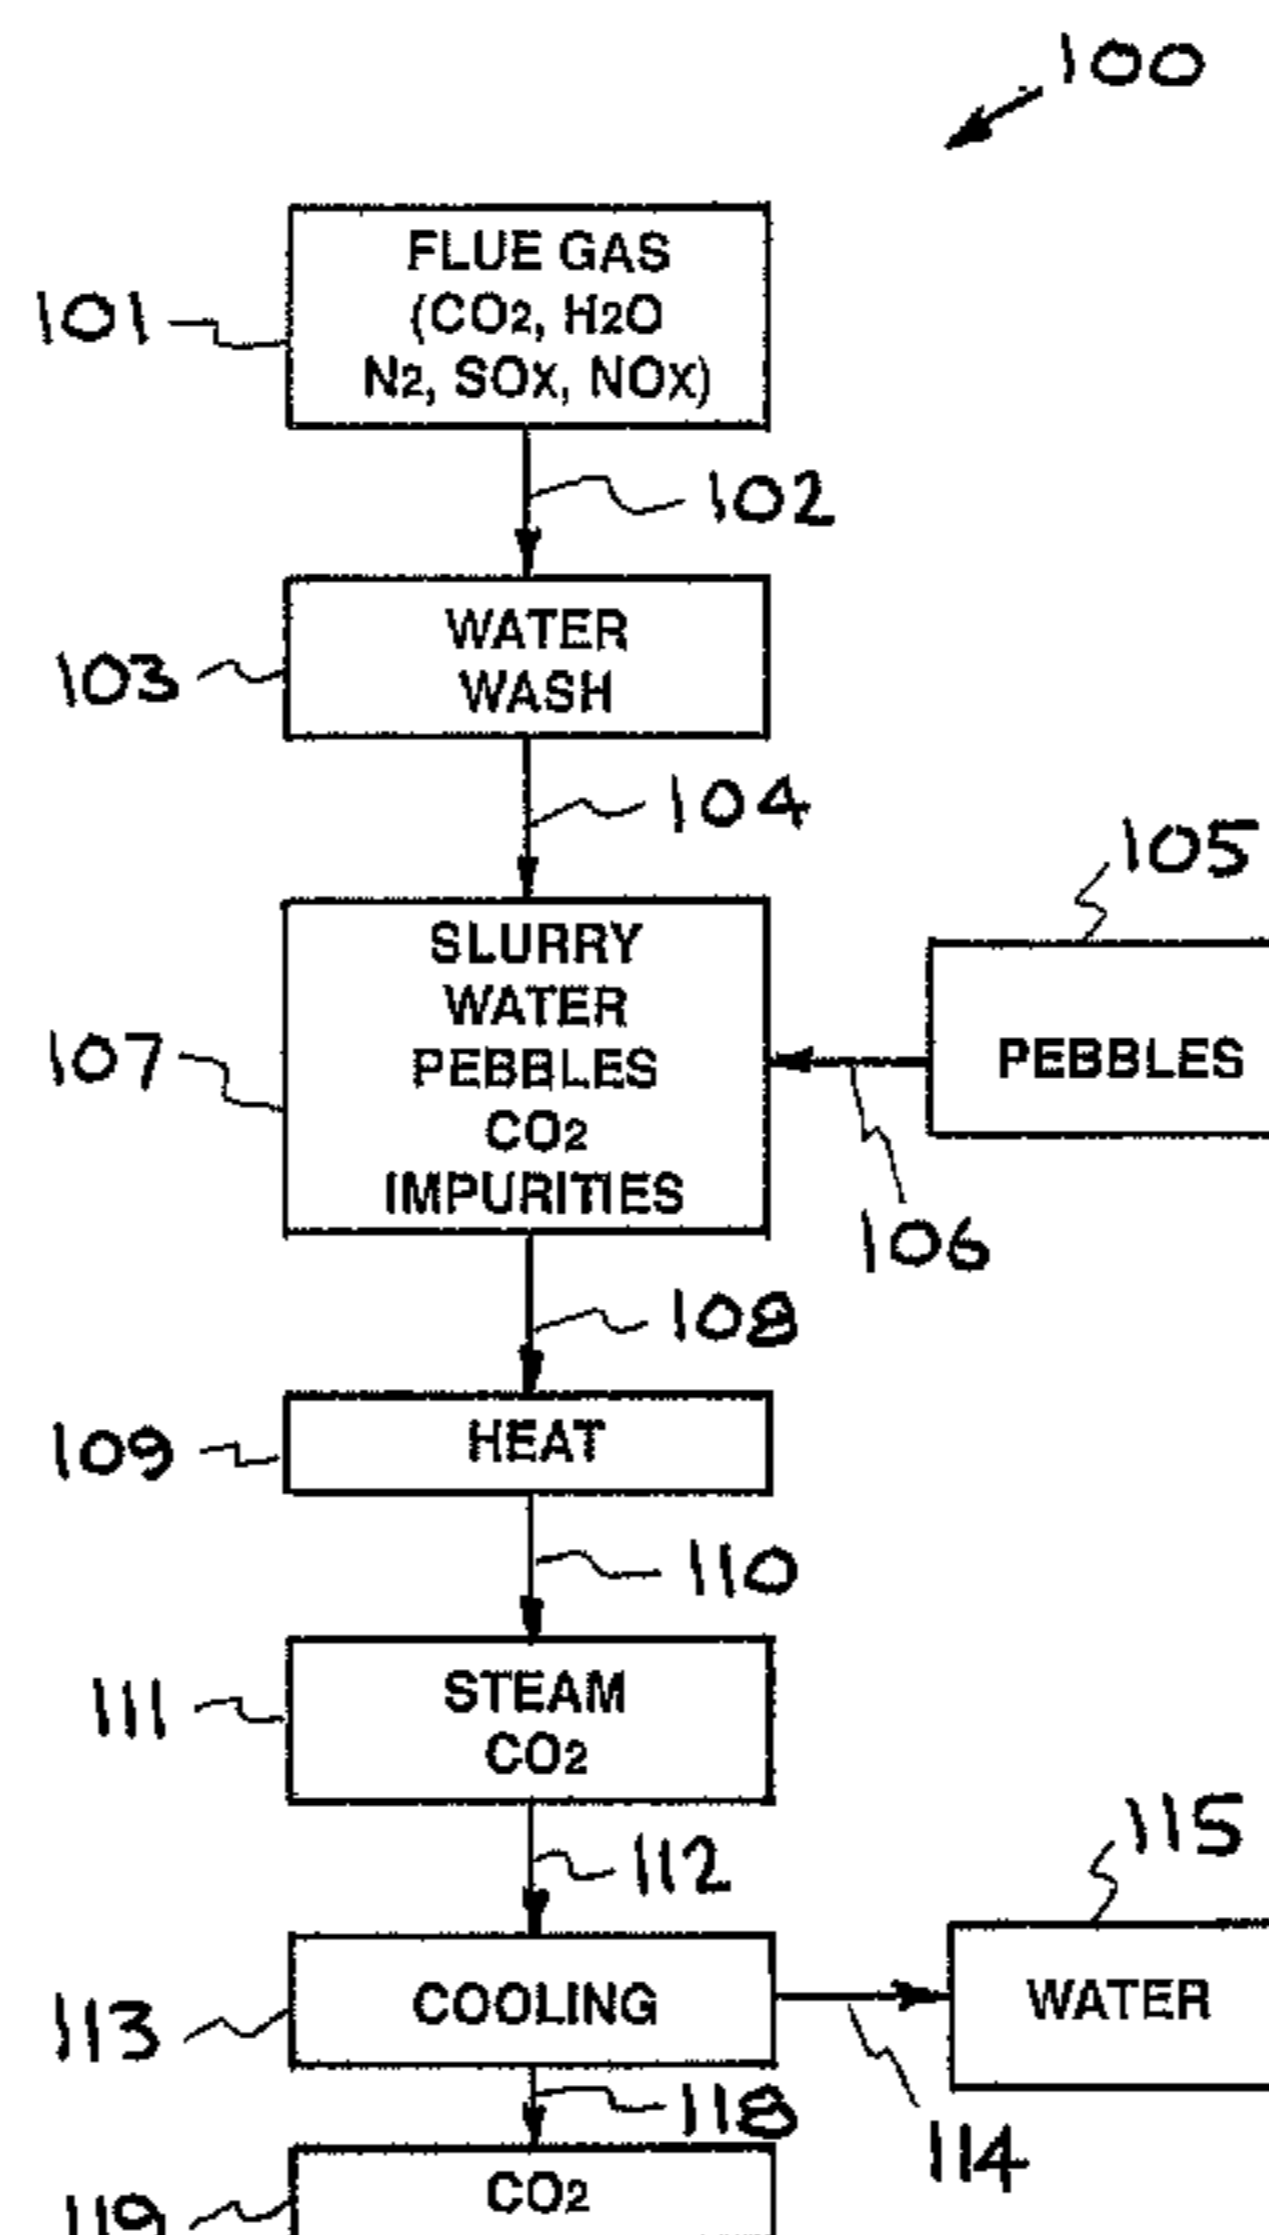 100
FLUE GAS
(CO2, H2O
N2, SOX, NOX)
101
102
WATER
WASH
103
104
105
SLURRY
WATER
PEBBLES
CO2
IMPURITIES
107
PEBBLES
106
108
HEAT
109
110
STEAM
CO2
111
112
115
COOLING
113
WATER
118
114
CO2
119